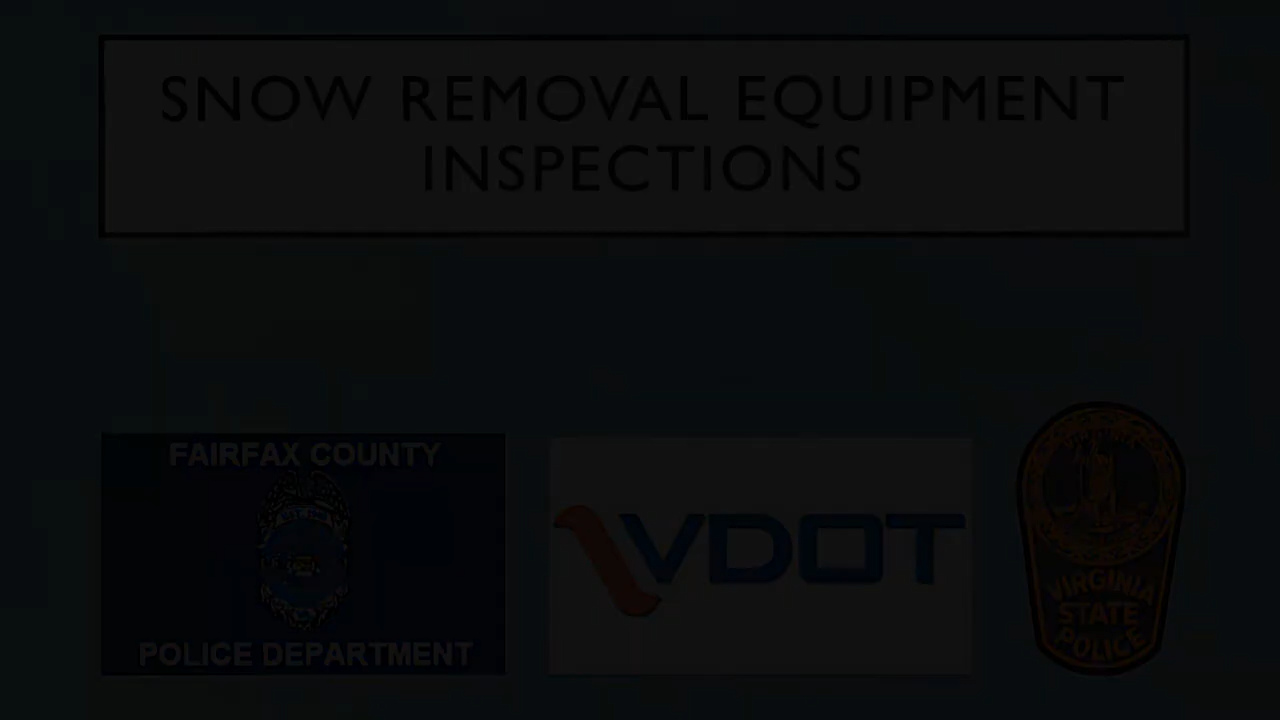 SNOW REMOVAL EQUIPMENT
INSPECTIONS
FAIRFAX COUNTY
POLICE DEPARTMENT
VDOT
VIRGINIA
STATE
POLICE